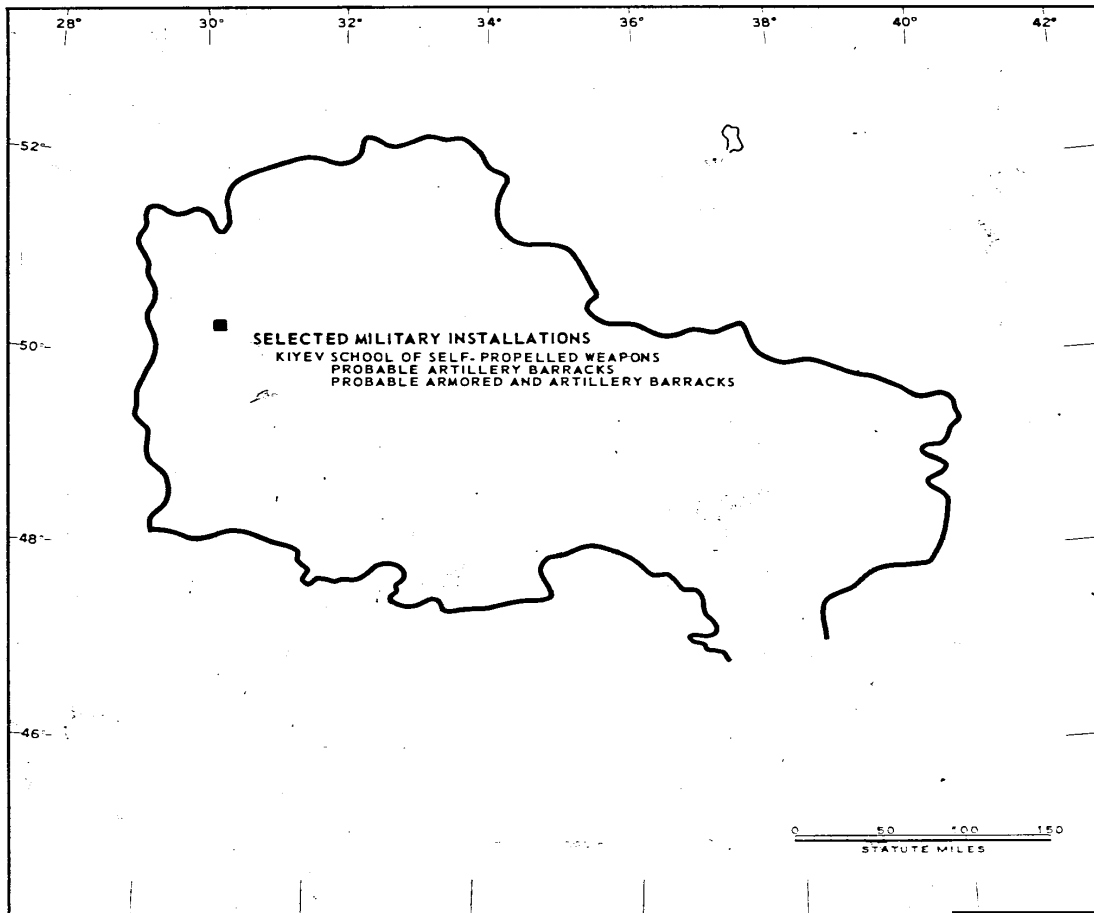 28° 30° 32° 34° 36° 38° 40° 42°
52°
SELECTED MILITARY INSTALLATIONS
50°
KIYEV SCHOOL OF SELF-PROPELLED WEAPONS
PROBABLE ARTILLERY BARRACKS
PROBABLE ARMORED AND ARTILLERY BARRACKS
48°
46°
0 50 100 150
STATUTE MILES